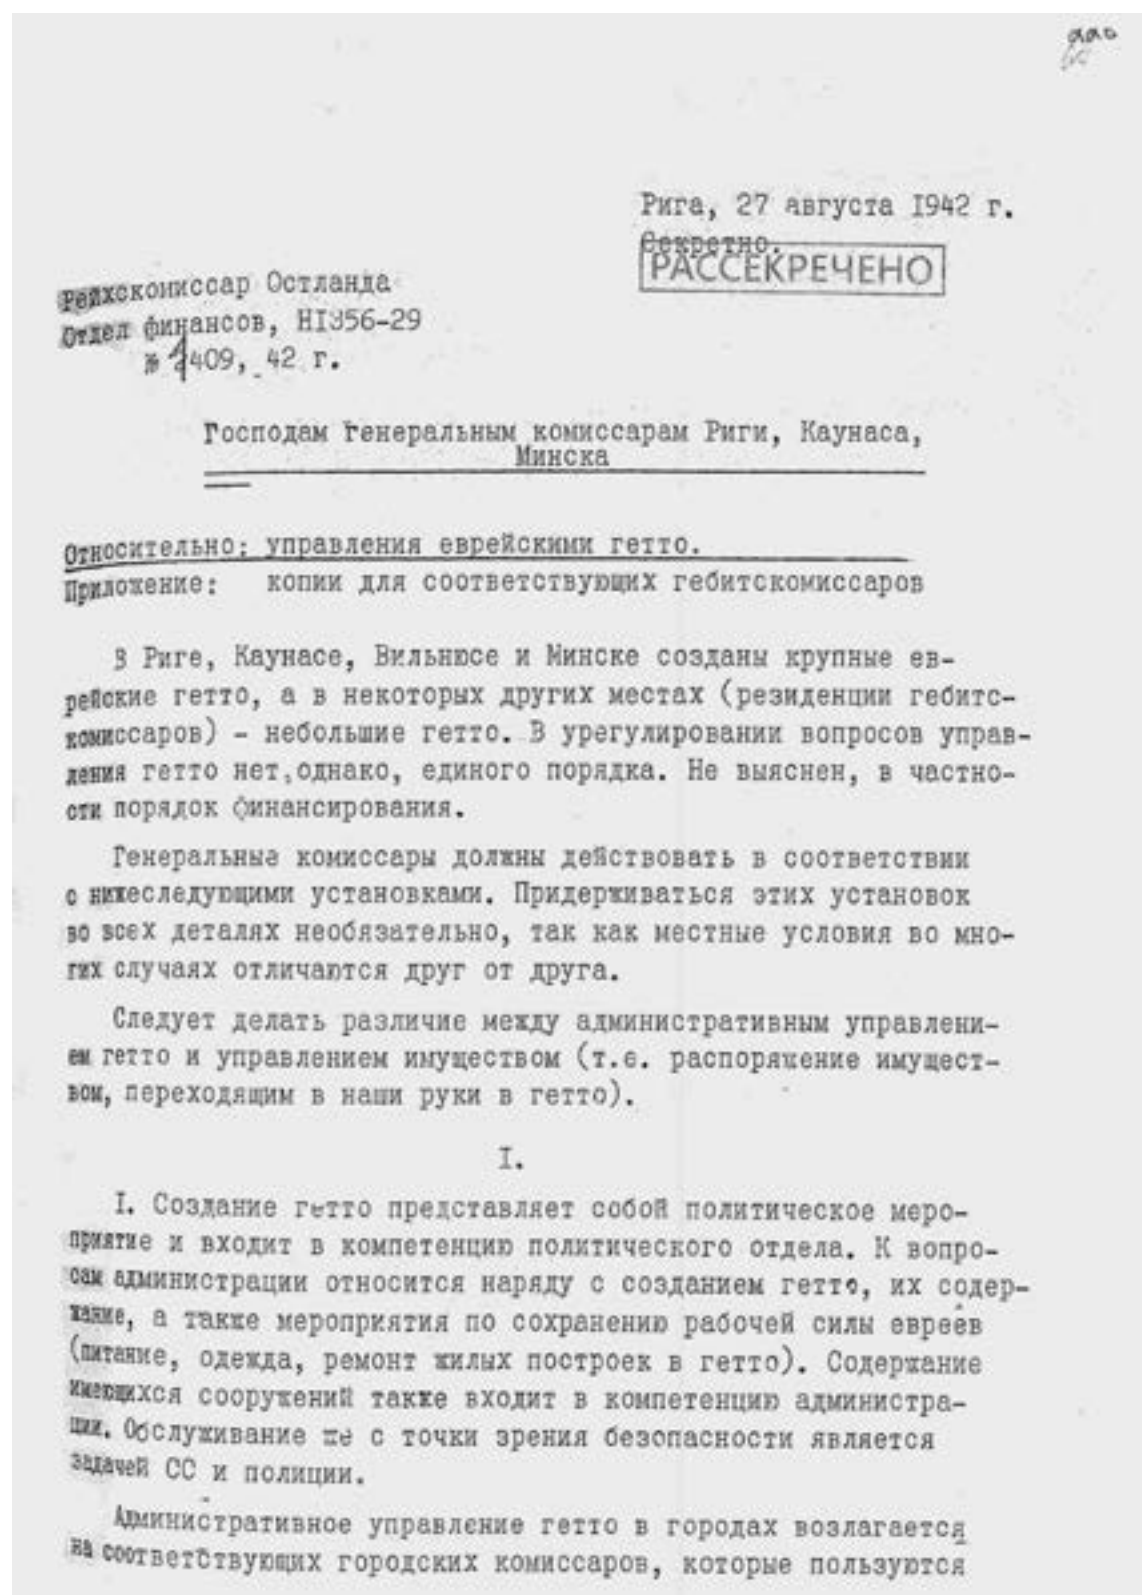 Рига, 27 августа I942 г.
Секретно.
РАССЕКРЕЧЕНО
Рейхскомиссар Остланда
Отдел финансов, HI356-29
409, 42 г.
Господам Генеральным комиссарам Риги, Каунаса,
Минска
Относительно: управления еврейскими гетто.
Приложение: копии для соответствующих гебитскомиссаров
В Риге, Каунасе, Вильнюсе и Минске созданы крупные ев-
рейские гетто, а в некоторых других местах (резиденции гебитс-
комиссаров) - небольшие гетто. В урегулировании вопросов управ-
ления гетто нет, однако, единого порядка. Не выяснен, в частно-
сти порядок финансирования.
Генеральные комиссары должны действовать в соответствии
с нижеследующими установками. Придерживаться этих установок
во всех деталях необязательно, так как местные условия во мно-
гих случаях отличаются друг от друга.
Следует делать различие между административным управлени-
ем гетто и управлением имуществом (т.е. распоряжение имущест-
вом, переходящим в наши руки в гетто).
I.
I. Создание гетто представляет собой политическое меро-
приятие и входит в компетенцию политического отдела. К вопро-
сам администрации относится наряду с созданием гетто, их содер-
жание, а также мероприятия по сохранению рабочей силы евреев
(питание, одежда, ремонт жилых построек в гетто). Содержание
имеющихся сооружений также входит в компетенцию администра-
ции. Обслуживание же с точки зрения безопасности является
задачей СС и полиции.
Административное управление гетто в городах возлагается
на соответствующих городских комиссаров, которые пользуются